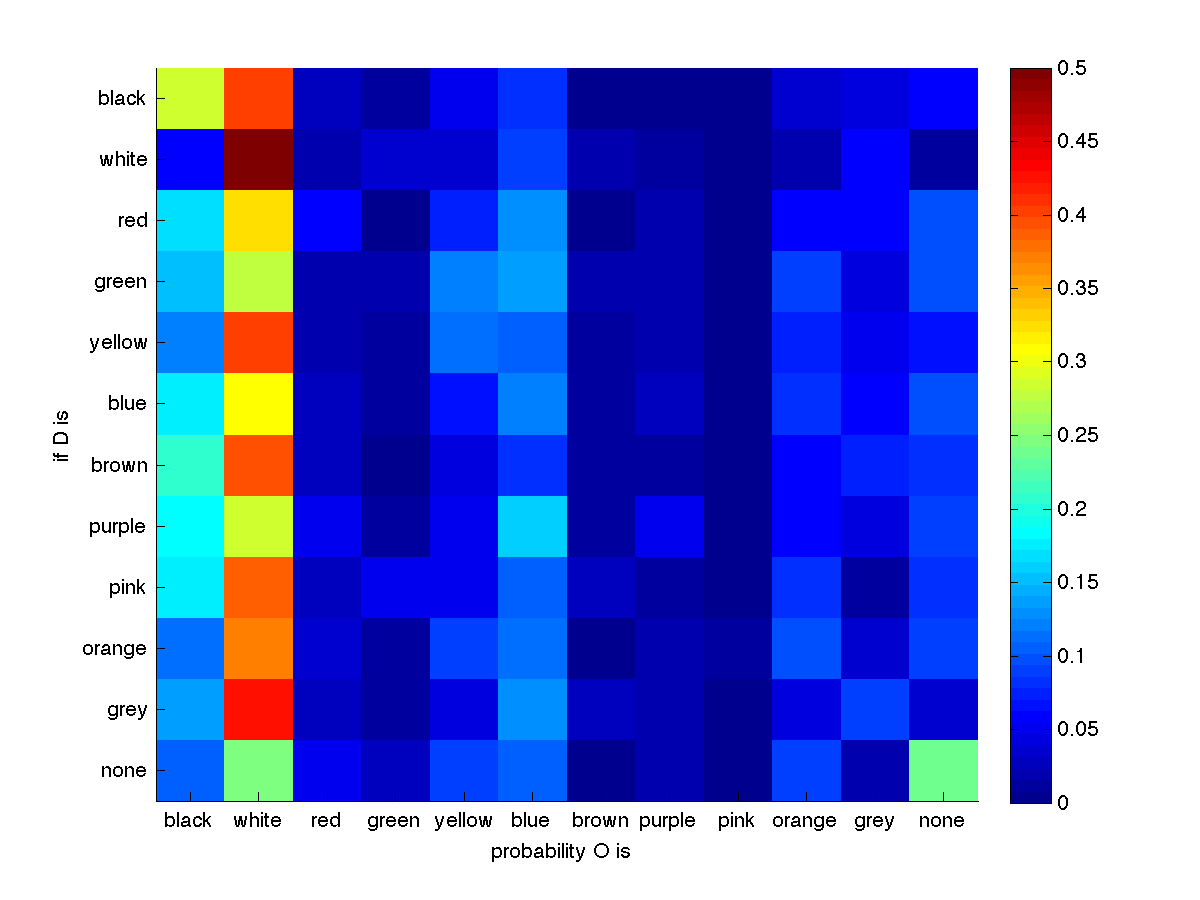 0.5
black
0.45
white
0.4
red
0.35
green
0.3
yellow
0.25
blue
if D is
brown
0.2
purple
0.15
pink
0.1
orange
0.05
grey
none
0
black white red green yellow blue brown purple pink orange grey none
probability O is